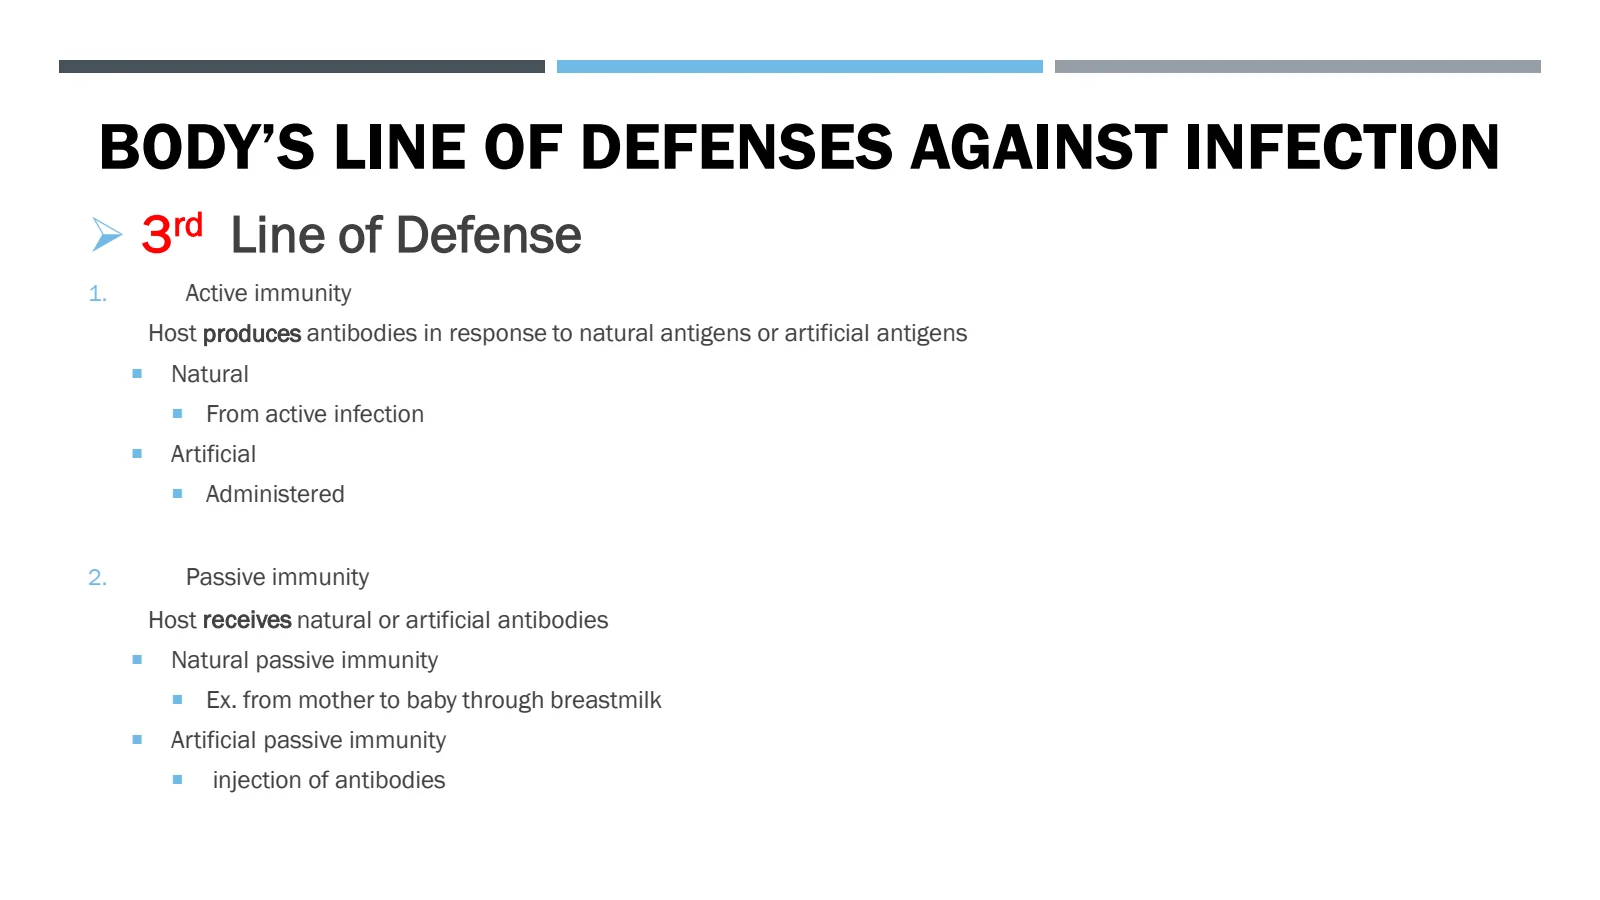 BODY’S LINE OF DEFENSES AGAINST INFECTION
3rd Line of Defense
1. Active immunity
Host produces antibodies in response to natural antigens or artificial antigens
Natural
From active infection
Artificial
Administered
2. Passive immunity
Host receives natural or artificial antibodies
Natural passive immunity
Ex. from mother to baby through breastmilk
Artificial passive immunity
injection of antibodies